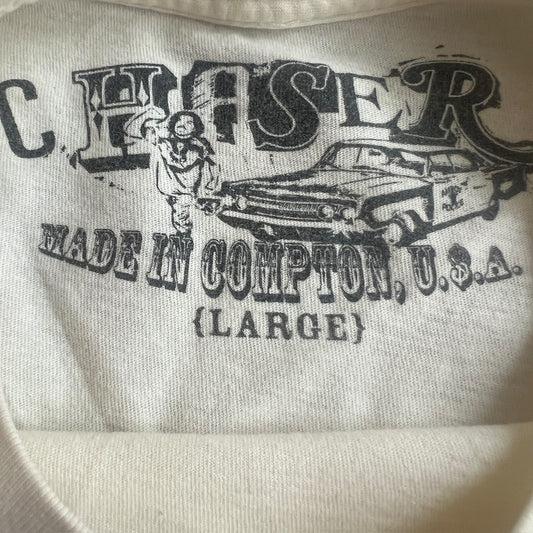 CHASER
MADE IN COMPTON, U.$.A.
{LARGE}